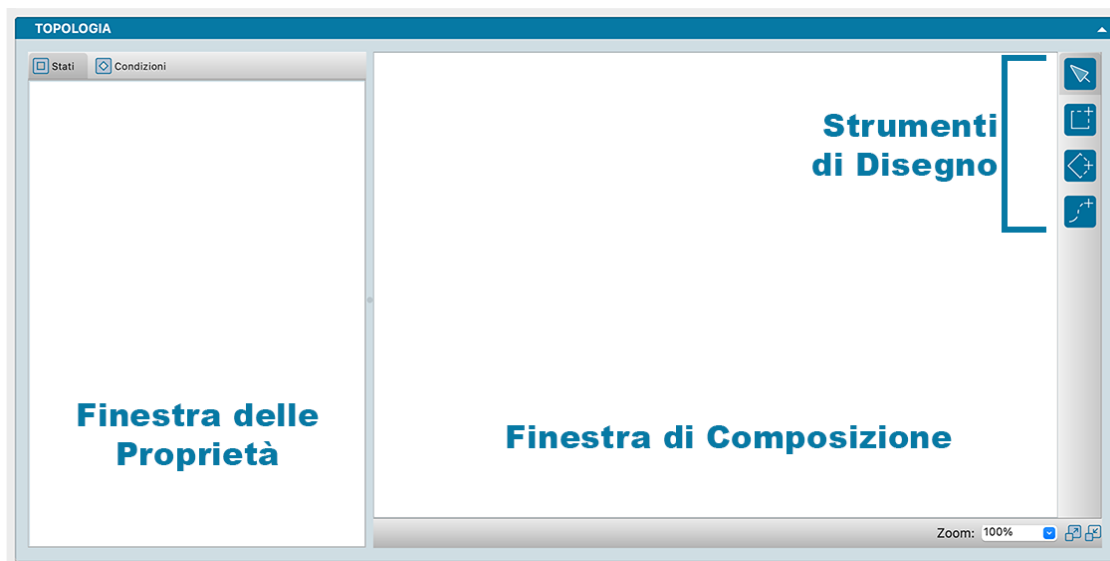 TOPOLOGIA
Stati
Condizioni
Strumenti
di Disegno
Finestra delle
Proprietà
Finestra di Composizione
Zoom: 100%